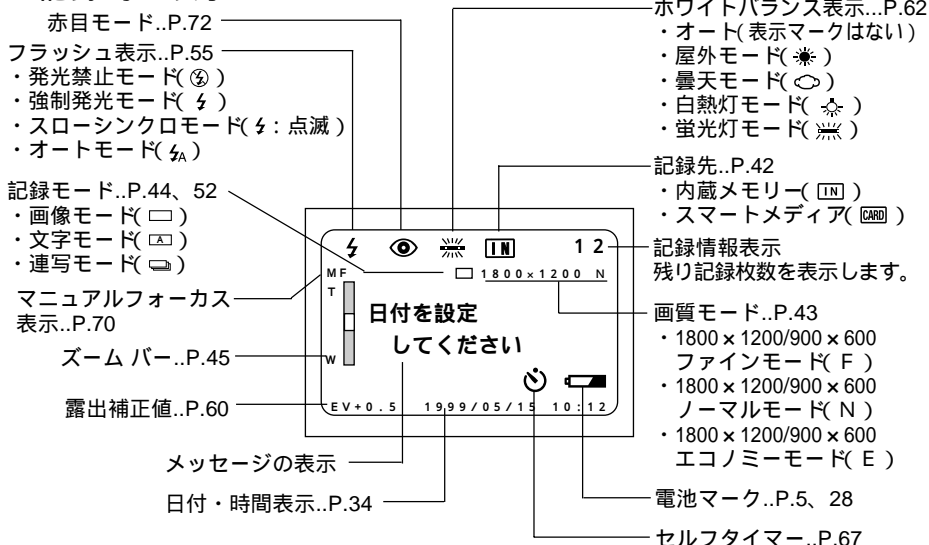 赤目モード..P.72
フラッシュ表示..P.55
・発光禁止モード( )
・強制発光モード( )
・スローシンクロモード( :点滅)
・オートモード( A )
記録モード..P.44、52
・画像モード( )
・文字モード( A )
・連写モード( )
マニュアルフォーカス
表示..P.70
ズーム バー..P.45
露出補正値..P.60
メッセージの表示
日付・時間表示..P.34
12
MF
1800×1200 N
T
日付を設定
してください
W
EV+0.5 1999/05/15 10:12
IN
ホワイトバランス表示...P.62
・オート(表示マークはない)
・屋外モード( )
・曇天モード( )
・白熱灯モード( )
・蛍光灯モード( )
記録先..P.42
・内蔵メモリー( IN )
・スマートメディア( CARD )
記録情報表示
残り記録枚数を表示します。
画質モード..P.43
・1800×1200/900×600
ファインモード( F )
・1800×1200/900×600
ノーマルモード( N )
・1800×1200/900×600
エコノミーモード( E )
電池マーク..P.5、28
セルフタイマー..P.67